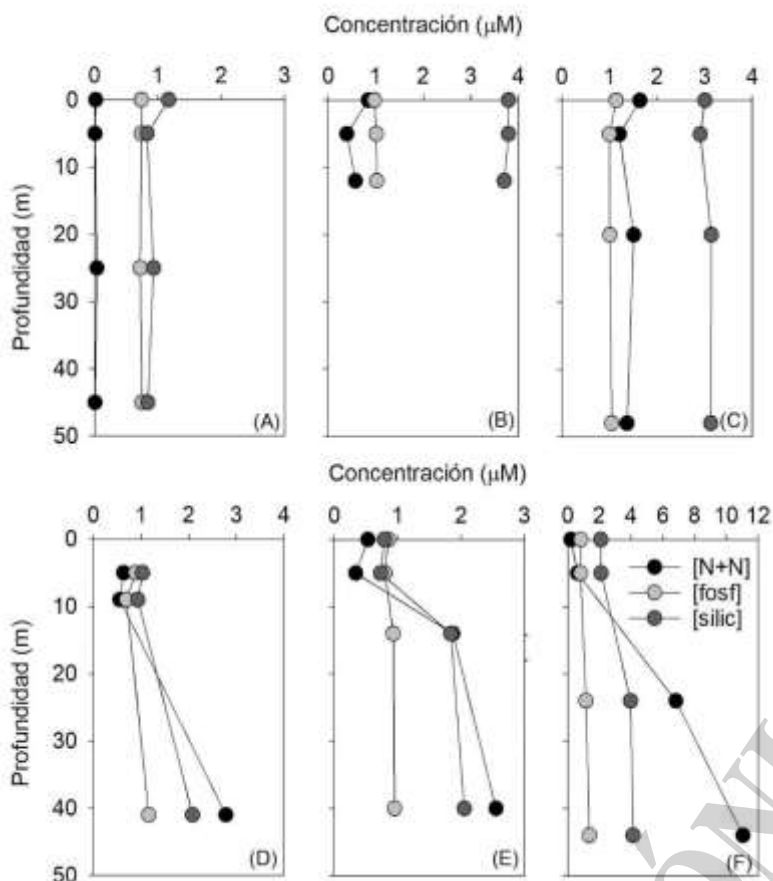 Concentración (μM)
0 1 2 3
0 1 2 3 4
0 1 2 3 4
Profundidad (m)
0
10
20
30
40
50
(A)
(B)
(C)
Concentración (μM)
0 1 2 3 4
0 1 2 3
0 2 4 6 8 10 12
Profundidad (m)
0
10
20
30
40
50
[N+N]
[fosf]
[silic]
(D)
(E)
(F)